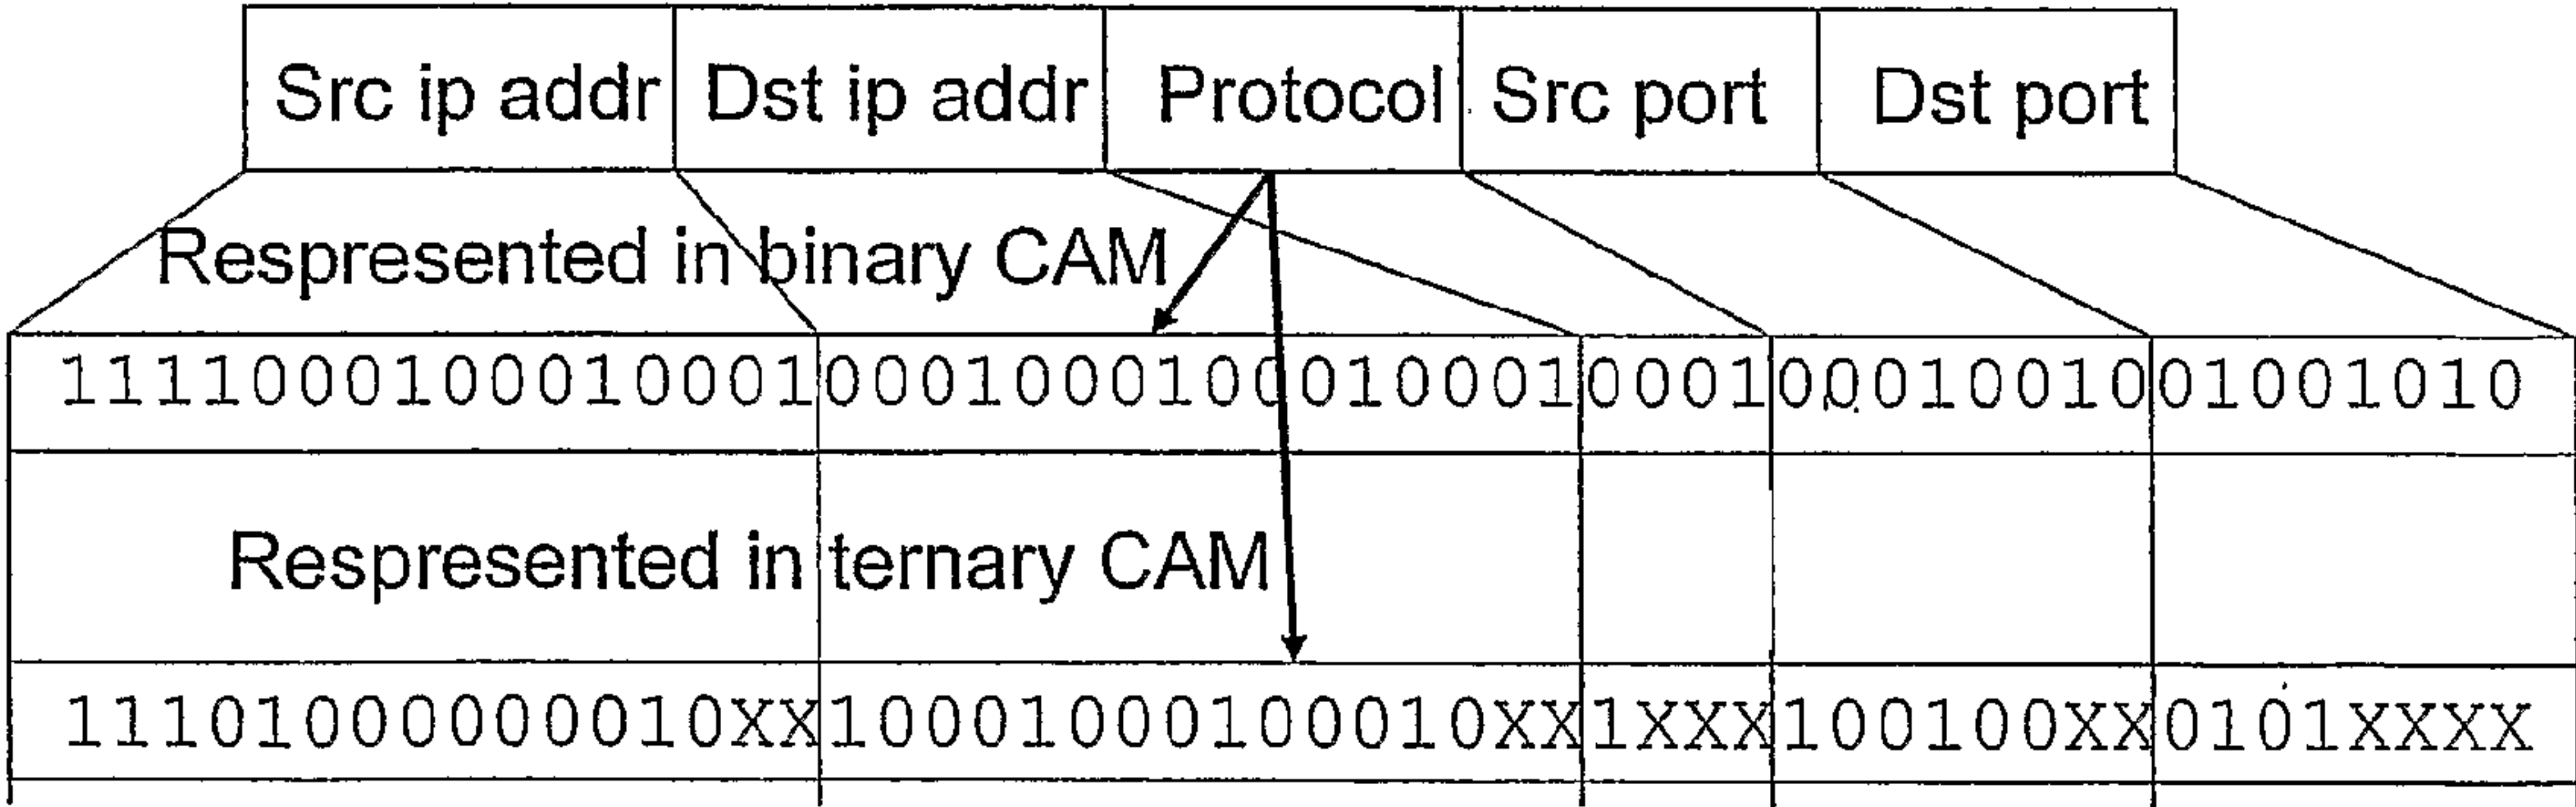 Src ip addr Dst ip addr Protocol Src port Dst port
Respresented in binary CAM
1111000100010001 0001000100010001 0001 00010010 01001010
Respresented in ternary CAM
11101000000010XX 10001000100010XX 1XXX 100100XX 0101XXXX